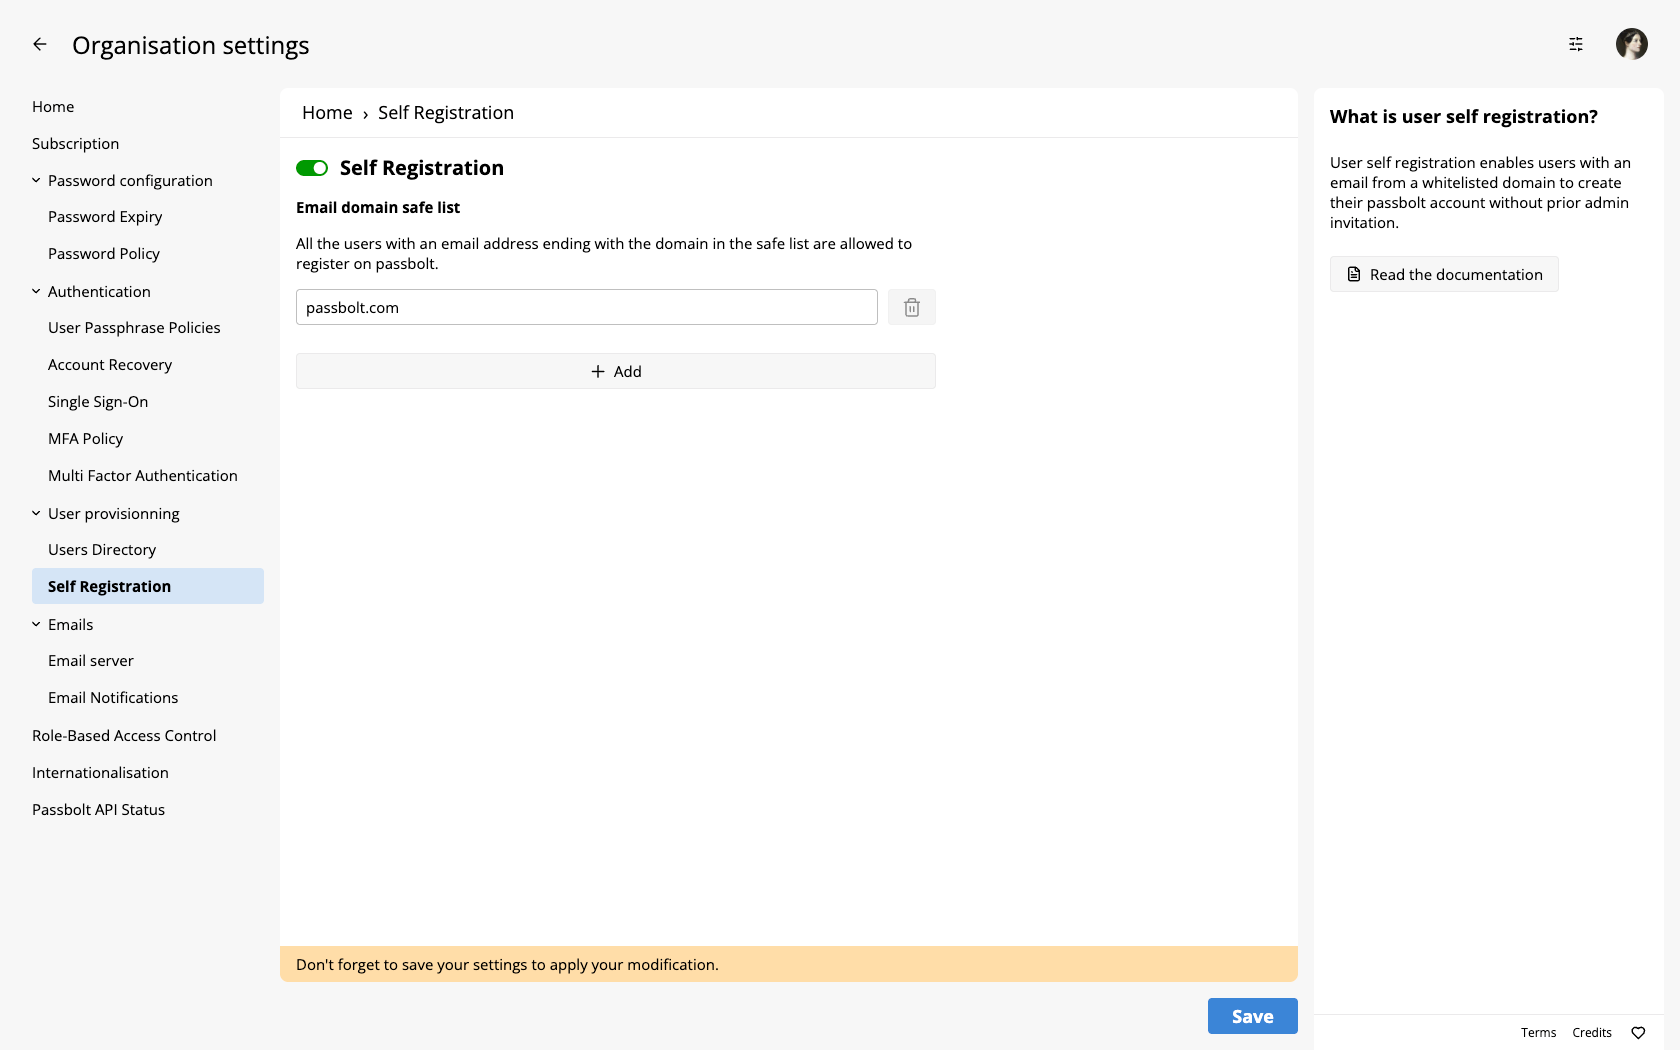 Organisation settings
Home
Subscription
Password configuration
Password Expiry
Password Policy
Authentication
User Passphrase Policies
Account Recovery
Single Sign-On
MFA Policy
Multi Factor Authentication
User provisionning
Users Directory
Self Registration
Emails
Email server
Email Notifications
Role-Based Access Control
Internationalisation
Passbolt API Status
Home › Self Registration
Self Registration
Email domain safe list
All the users with an email address ending with the domain in the safe list are allowed to
register on passbolt.
passbolt.com
+ Add
Don't forget to save your settings to apply your modification.
Save
What is user self registration?
User self registration enables users with an
email from a whitelisted domain to create
their passbolt account without prior admin
invitation.
Read the documentation
Terms Credits